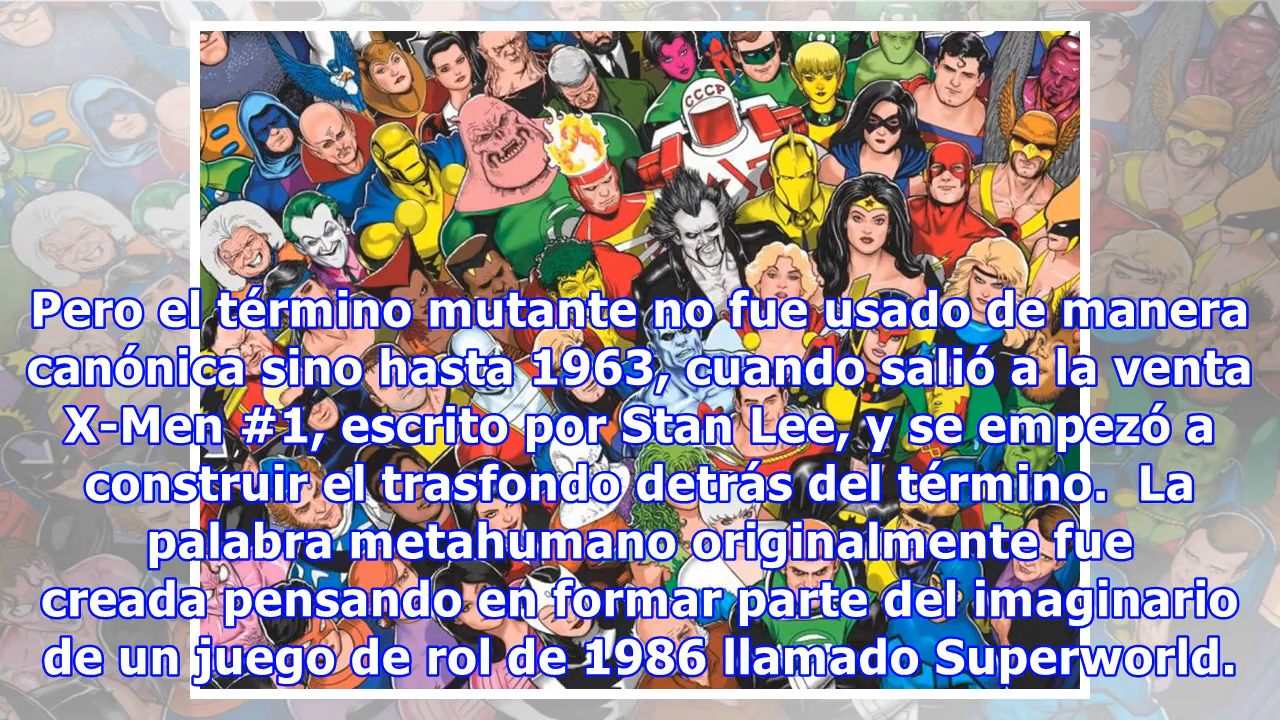 CCCP
Pero el término mutante no fue usado de manera
canónica sino hasta 1963, cuando salió a la venta
X-Men #1, escrito por Stan Lee, y se empezó a
construir el trasfondo detrás del término.  La
palabra metahumano originalmente fue
creada pensando en formar parte del imaginario
de un juego de rol de 1986 llamado Superworld.